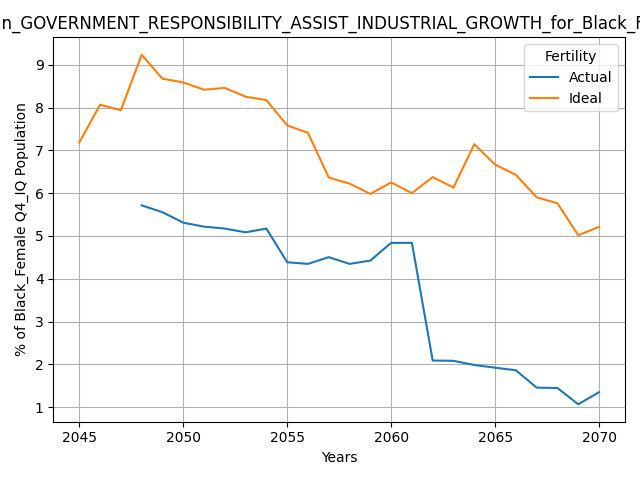 n_GOVERNMENT_RESPONSIBILITY_ASSIST_INDUSTRIAL_GROWTH_for_Black_F
Fertility
Actual
Ideal
% of Black_Female Q4_IQ Population
9
8
7
6
5
4
3
2
1
2045 2050 2055 2060 2065 2070
Years